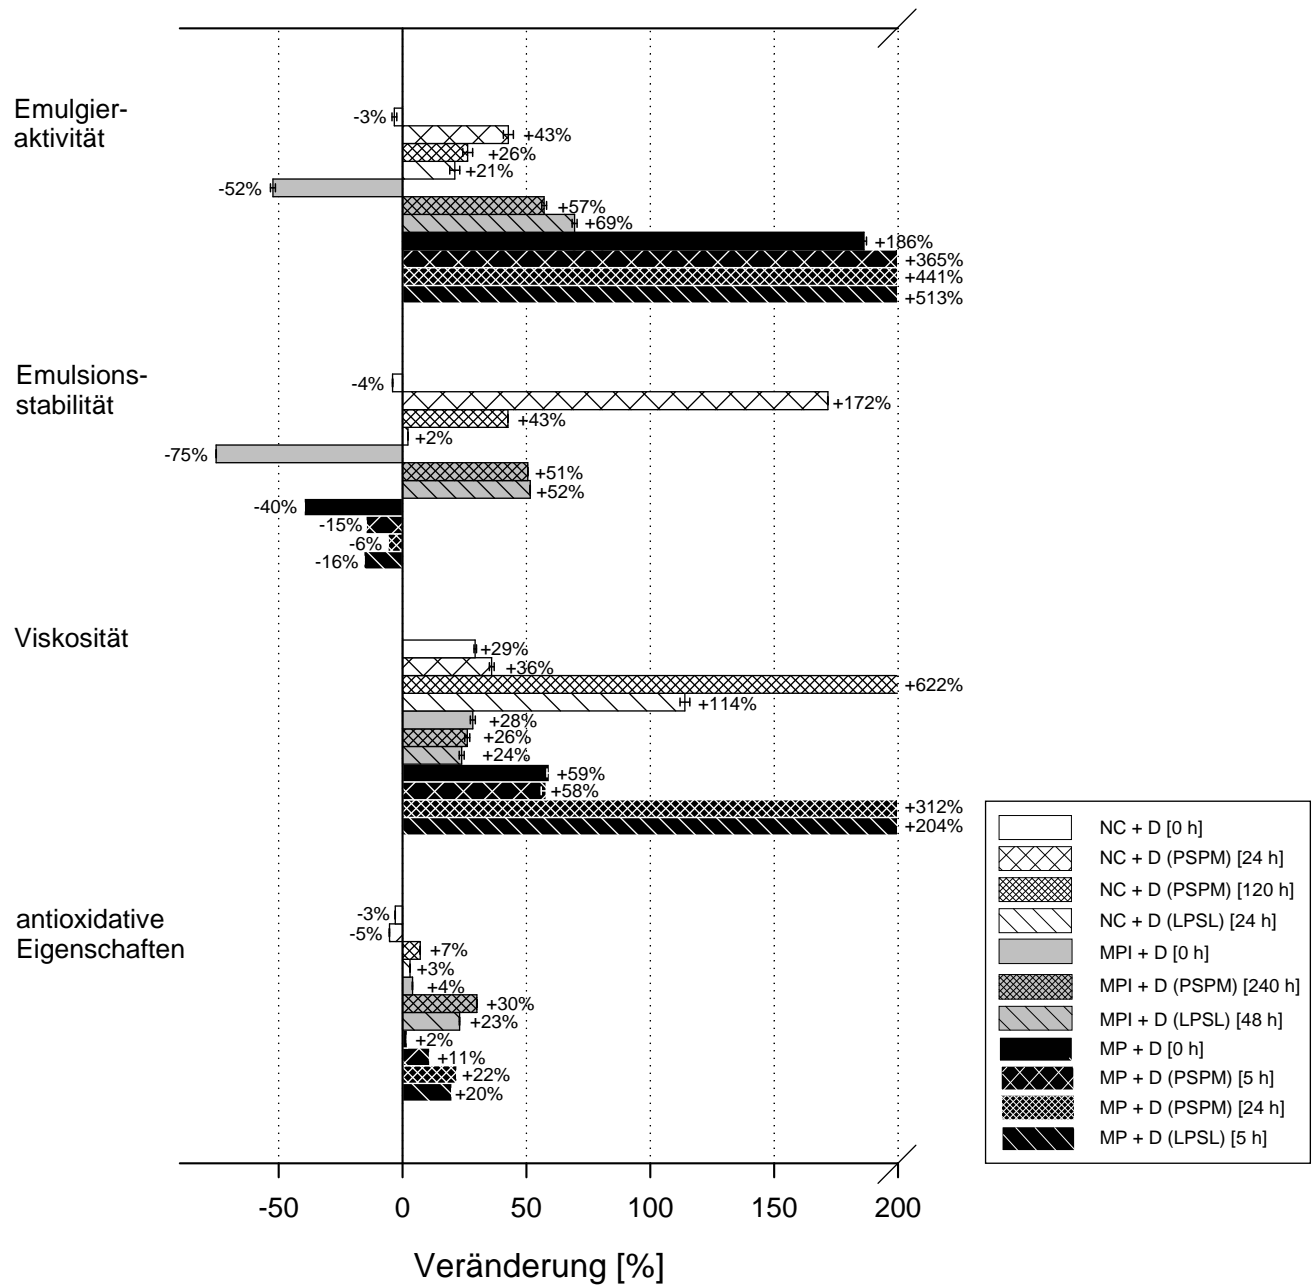 Emulgier-
aktivität
-3%
+43%
+26%
+21%
-52%
+57%
+69%
+186%
+365%
+441%
+513%
Emulsions-
stabilität
-4%
+172%
+43%
+2%
-75%
+51%
+52%
-40%
-15%
-6%
-16%
Viskosität
+29%
+36%
+622%
+114%
+28%
+26%
+24%
+59%
+58%
+312%
+204%
antioxidative
Eigenschaften
-3%
-5%
+7%
+3%
+4%
+30%
+23%
+2%
+11%
+22%
+20%
-50 0 50 100 150 200
Veränderung [%]
NC + D [0 h]
NC + D (PSPM) [24 h]
NC + D (PSPM) [120 h]
NC + D (LPSL) [24 h]
MPI + D [0 h]
MPI + D (PSPM) [240 h]
MPI + D (LPSL) [48 h]
MP + D [0 h]
MP + D (PSPM) [5 h]
MP + D (PSPM) [24 h]
MP + D (LPSL) [5 h]